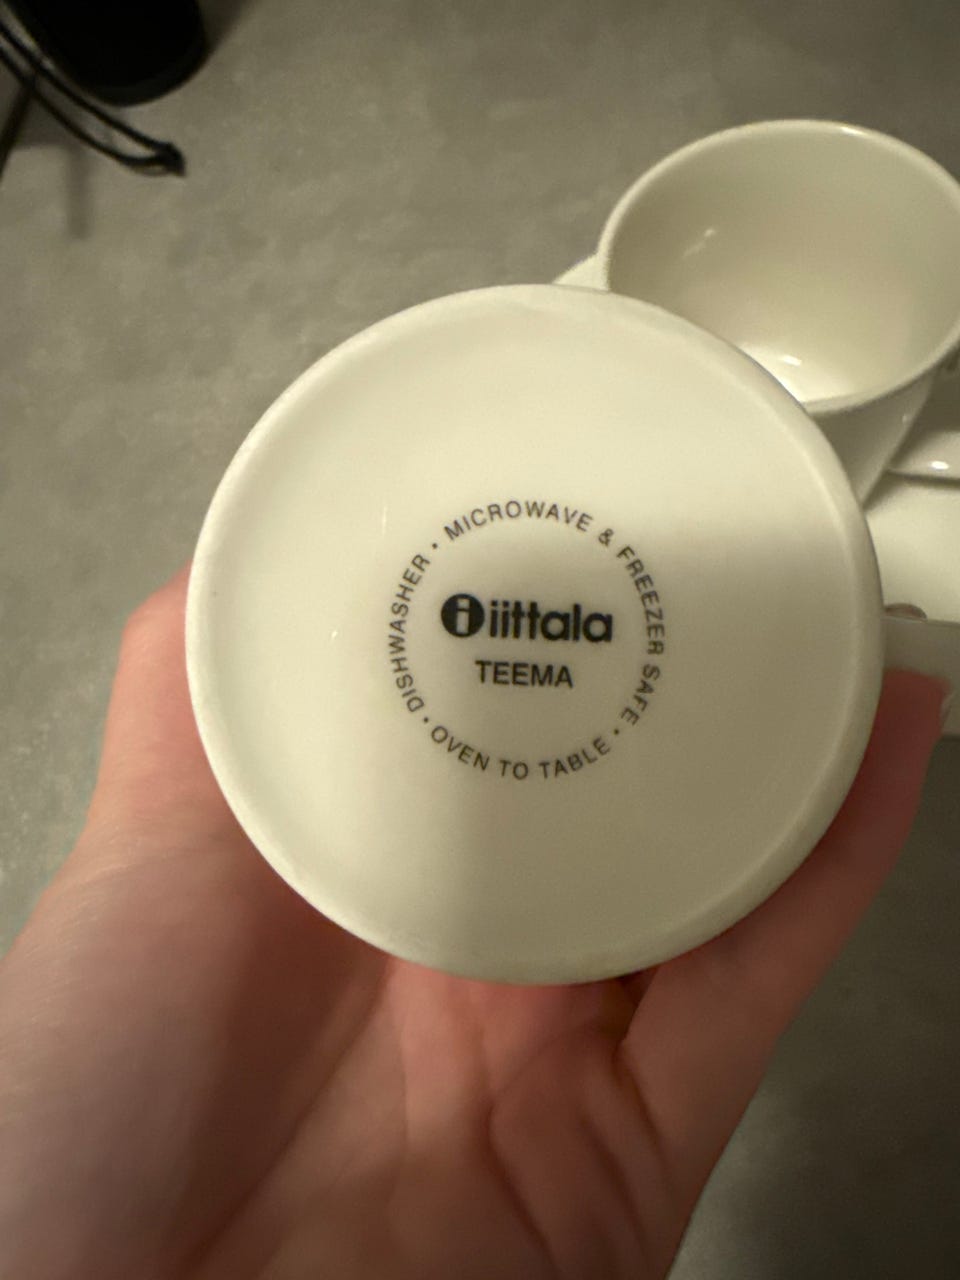 DISHWASHER • MICROWAVE & FREEZER SAFE • OVEN TO TABLE •
i iittala
TEEMA